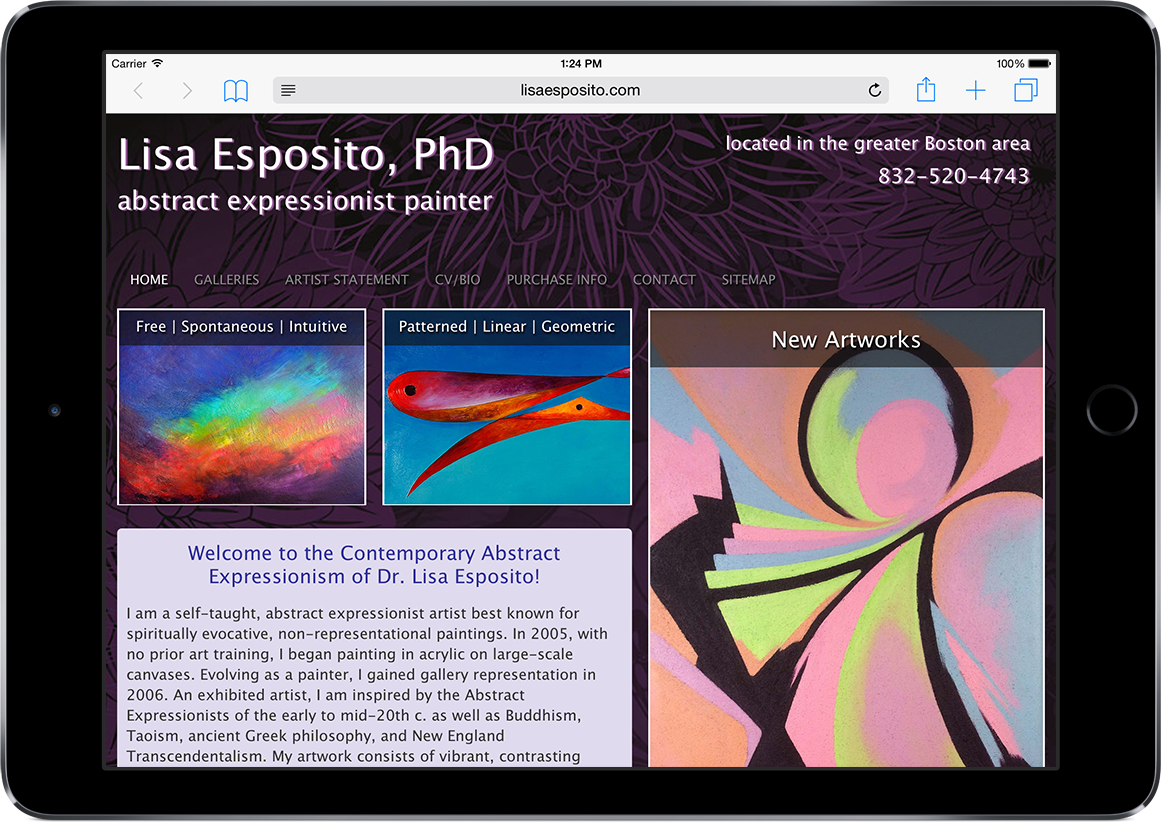 Carrier
1:24 PM
100%
lisaesposito.com
Lisa Esposito, PhD
abstract expressionist painter
located in the greater Boston area
832-520-4743
HOME GALLERIES ARTIST STATEMENT CV/BIO PURCHASE INFO CONTACT SITEMAP
Free | Spontaneous | Intuitive
Patterned | Linear | Geometric
New Artworks
Welcome to the Contemporary Abstract
Expressionism of Dr. Lisa Esposito!
I am a self-taught, abstract expressionist artist best known for
spiritually evocative, non-representational paintings. In 2005, with
no prior art training, I began painting in acrylic on large-scale
canvases. Evolving as a painter, I gained gallery representation in
2006. An exhibited artist, I am inspired by the Abstract
Expressionists of the early to mid-20th c. as well as Buddhism,
Taoism, ancient Greek philosophy, and New England
Transcendentalism. My artwork consists of vibrant, contrasting